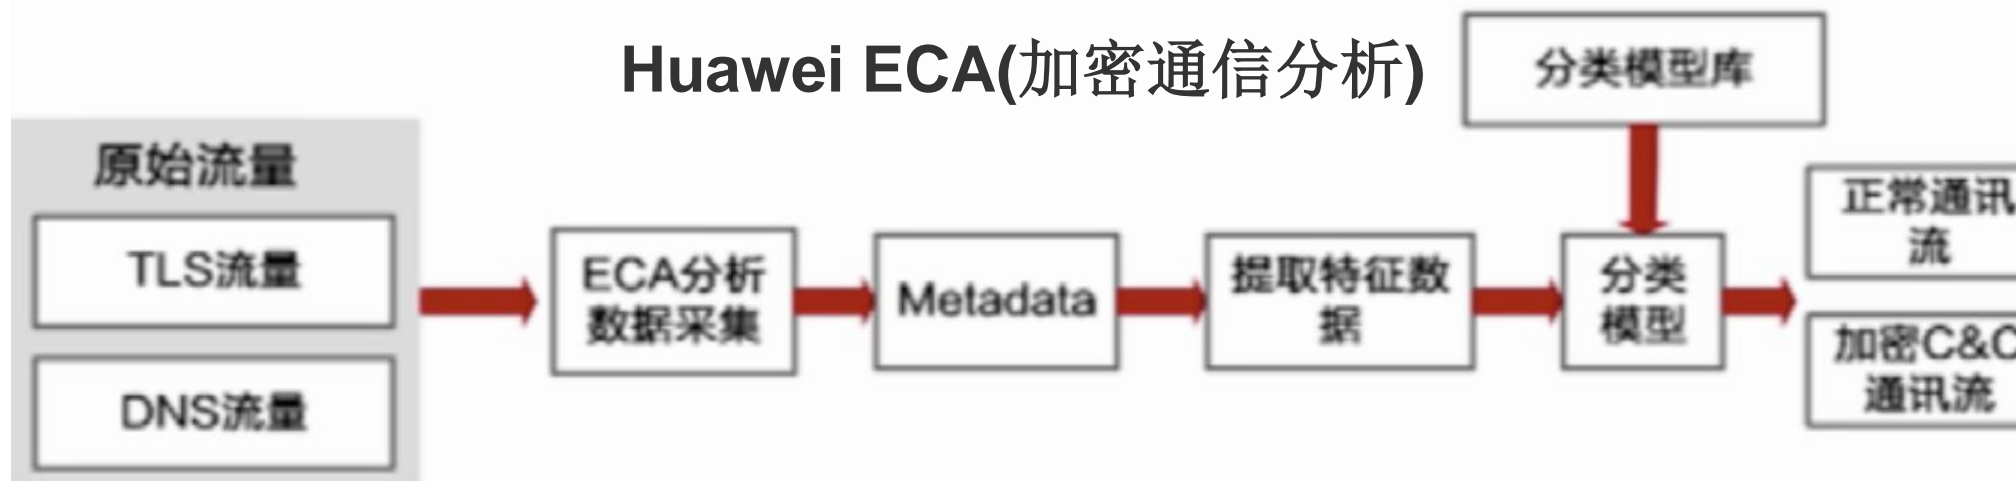 Huawei ECA(加密通信分析)
分类模型库
原始流量
TLS流量
DNS流量
ECA分析
数据采集
Metadata
提取特征数
据
分类
模型
正常通讯
流
加密C&C
通讯流